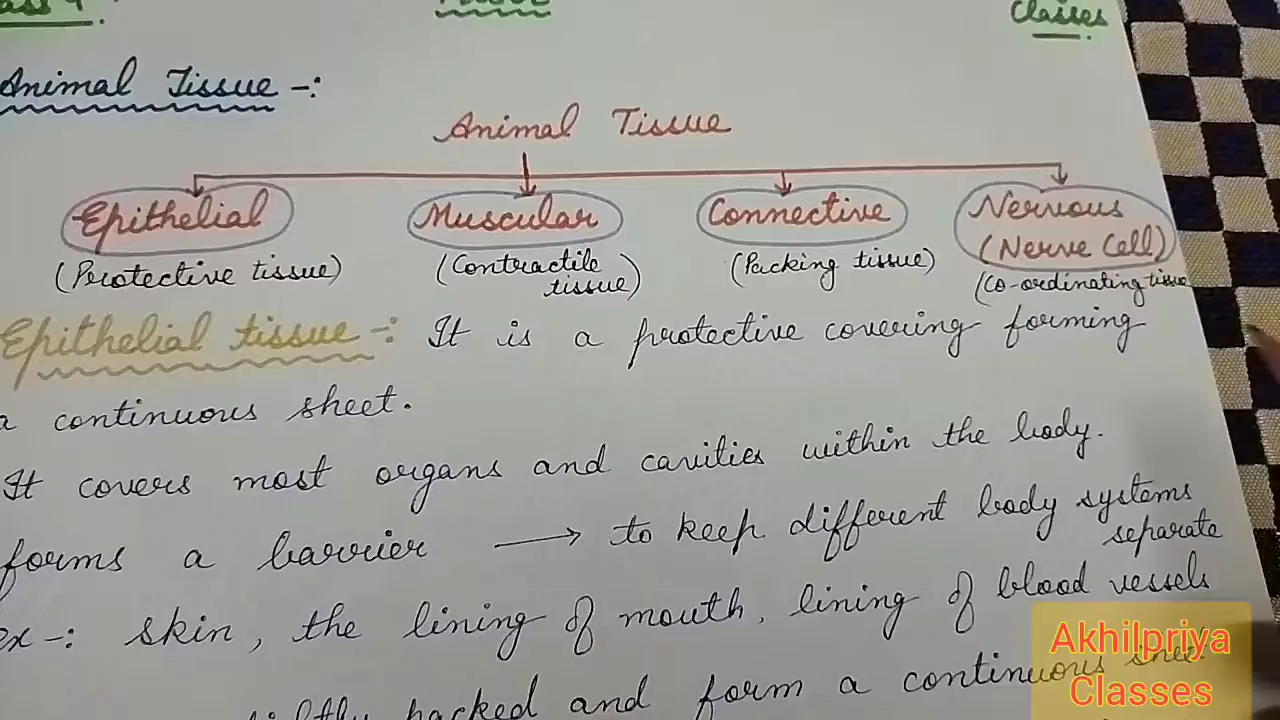 Classes
Animal Tissue -:
Animal Tissue
Epithelial Muscular Connective Nervous
(Nerve Cell)
(Protective tissue) (Contractile tissue) (Packing tissue) (Co-ordinating tissue
Epithelial tissue -: It is a protective covering forming
a continuous sheet.
It covers most organs and cavities within the body.
forms a barrier → to keep different body systems
separate
ex -: skin, the lining of mouth, lining of blood vessels
packed and form a continuous sheet
Akhilpriya
Classes